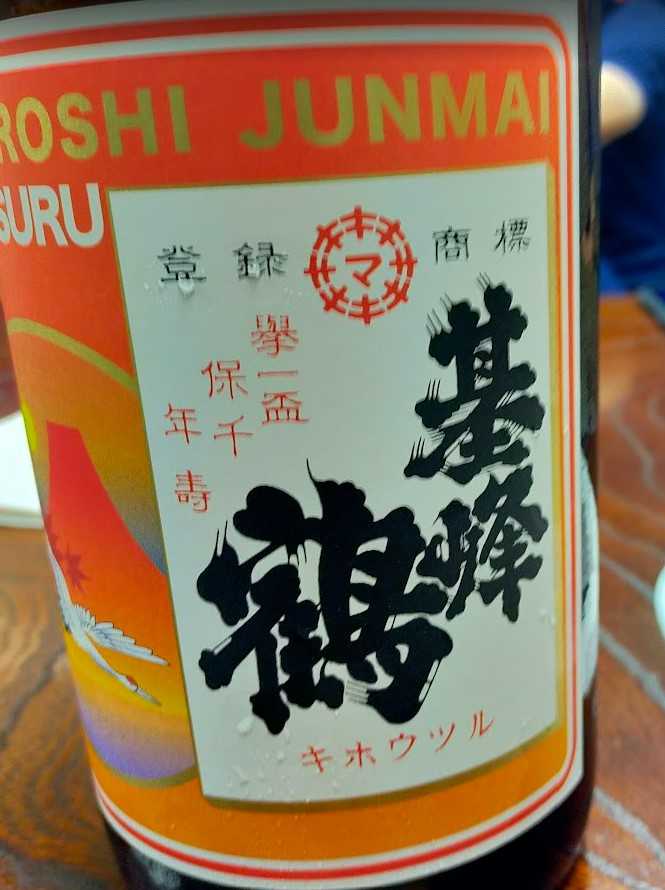 ROSHI JUNMAI
SURU
登録 マ 商標
基峰
鶴
擧一盃
保千
年壽
キホウツル